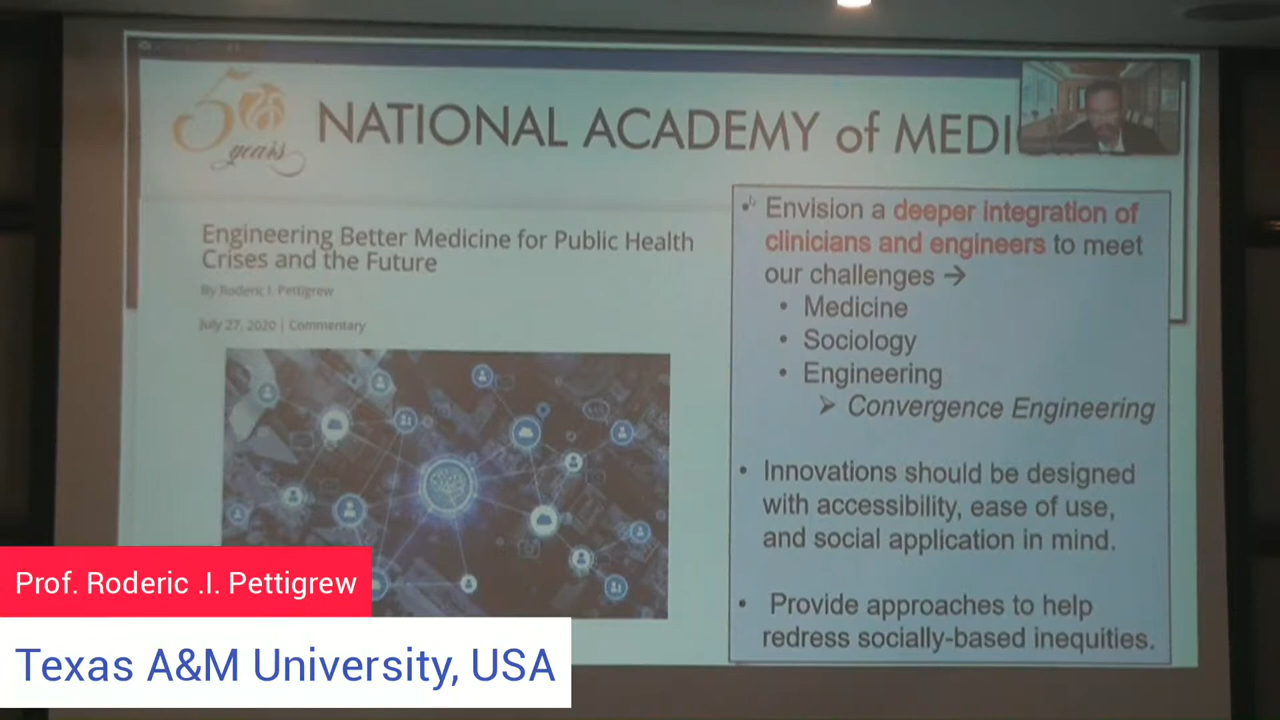 50 years
NATIONAL ACADEMY of MEDI
Engineering Better Medicine for Public Health
Crises and the Future
By Roderic I. Pettigrew
July 27, 2020 | Commentary
• Envision a deeper integration of
clinicians and engineers to meet
our challenges →
• Medicine
• Sociology
• Engineering
➢ Convergence Engineering
• Innovations should be designed
with accessibility, ease of use,
and social application in mind.
• Provide approaches to help
redress socially-based inequities.
Prof. Roderic .I. Pettigrew
Texas A&M University, USA